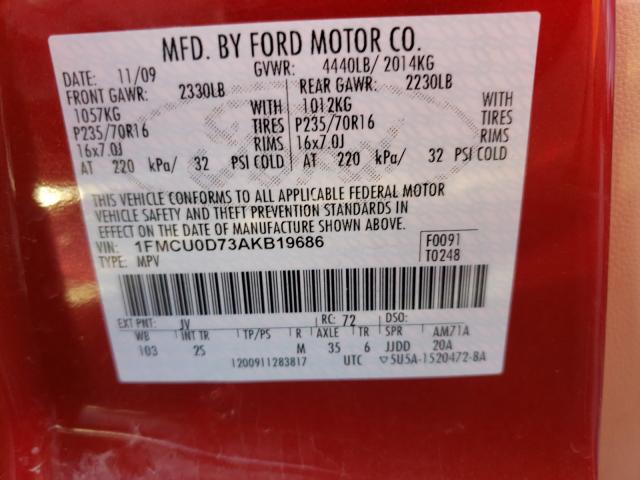 MFD. BY FORD MOTOR CO.
DATE: 11/09 GVWR: 4440LB/ 2014KG
FRONT GAWR: 2330LB REAR GAWR: 2230LB
1057KG WITH 1012KG WITH
P235/70R16 TIRES P235/70R16 TIRES
16x7.0J RIMS 16x7.0J RIMS
AT 220 kPa/ 32 PSI COLD AT 220 kPa/ 32 PSI COLD
THIS VEHICLE CONFORMS TO ALL APPLICABLE FEDERAL MOTOR
VEHICLE SAFETY AND THEFT PREVENTION STANDARDS IN
EFFECT ON THE DATE OF MANUFACTURE SHOWN ABOVE.
VIN: 1FMCU0D73AKB19686 F0091
TYPE: MPV T0248
EXT PNT: JV RC: 72 DSO:
WB INT TR TP/PS R AXLE TR SPR AM71A
103 2S M 35 6 JJDD 20A
1200911283817 UTC ▽5U5A-1520472-8A